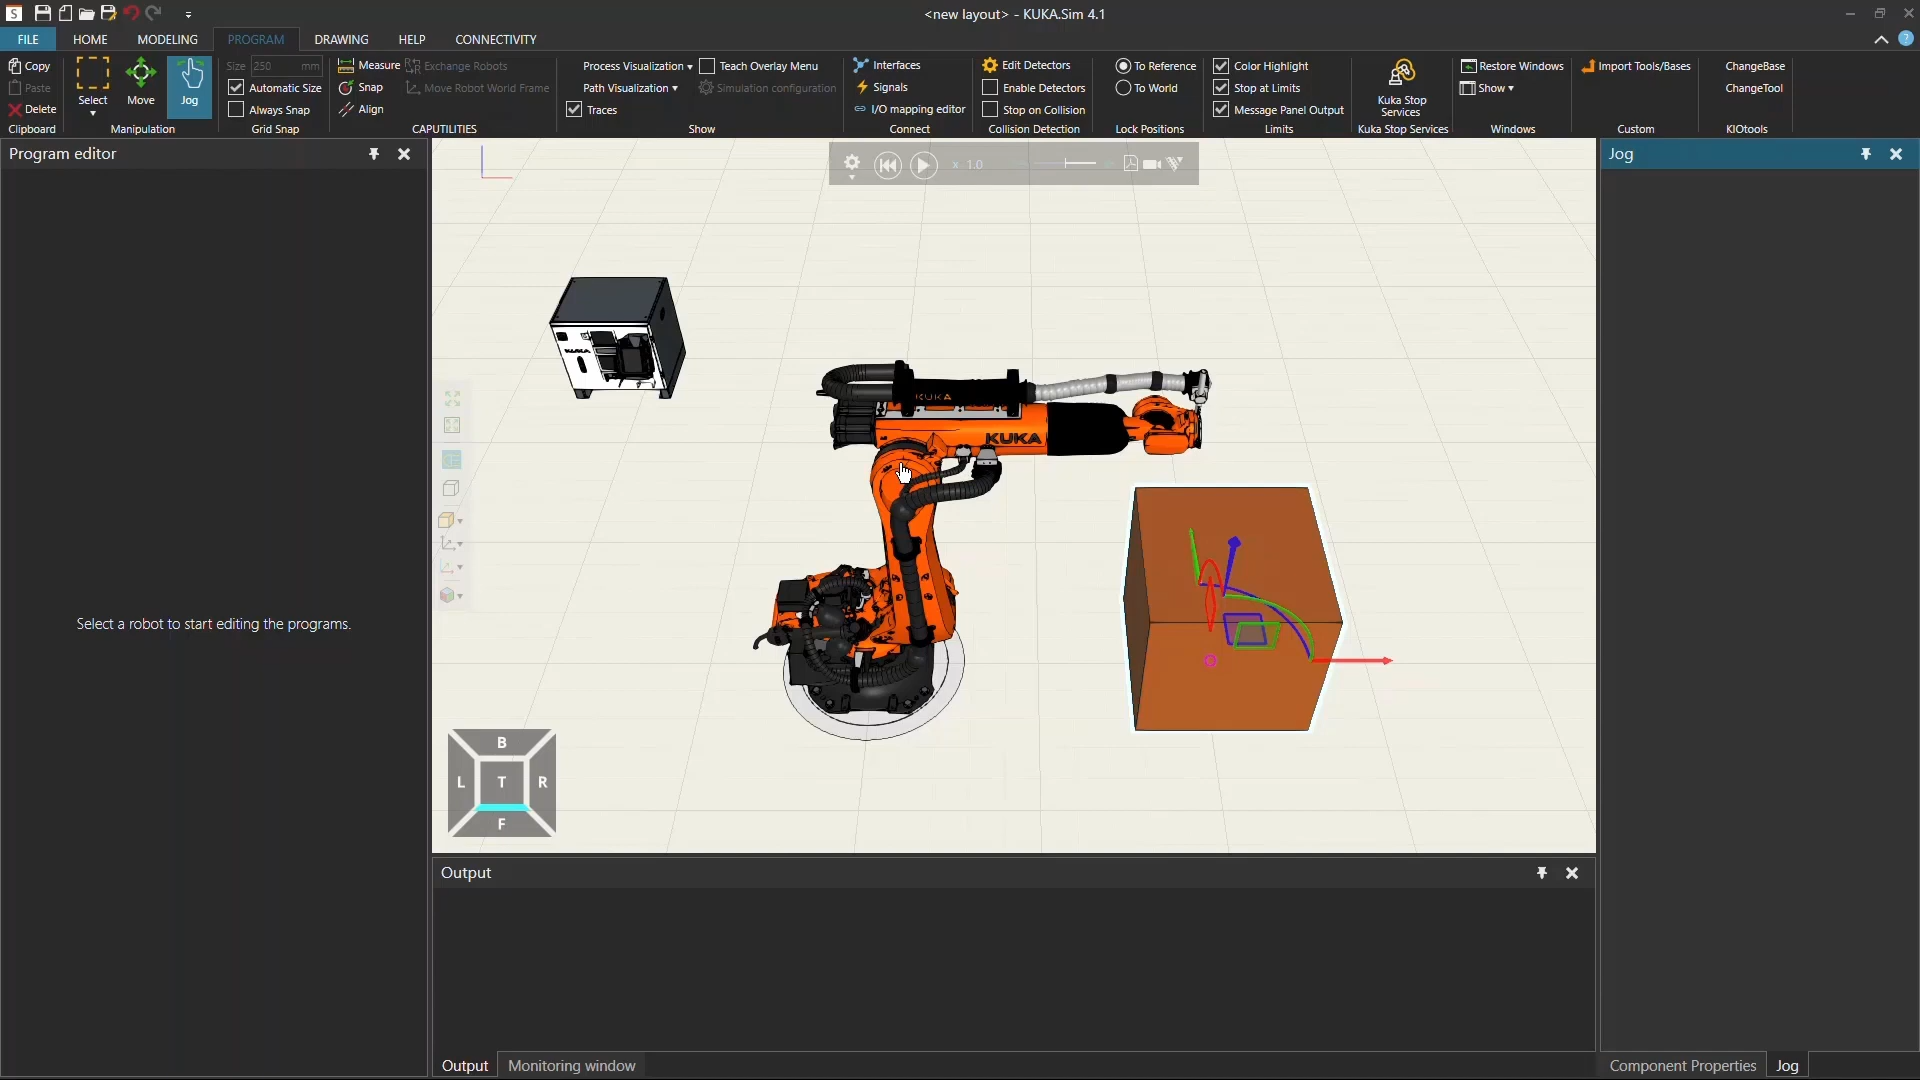 <new layout> - KUKA.Sim 4.1
FILE HOME MODELING PROGRAM DRAWING HELP CONNECTIVITY
Copy
Paste
Delete
Clipboard
Select
Move
Jog
Manipulation
Size 250 mm
Automatic Size
Always Snap
Grid Snap
Measure
Snap
Align
Exchange Robots
Move Robot World Frame
CAPUTILITIES
Process Visualization
Path Visualization
Traces
Teach Overlay Menu
Simulation configuration
Show
Interfaces
Signals
I/O mapping editor
Connect
Edit Detectors
Enable Detectors
Stop on Collision
Collision Detection
To Reference
To World
Lock Positions
Color Highlight
Stop at Limits
Message Panel Output
Limits
Kuka Stop
Services
Kuka Stop Services
Restore Windows
Show
Windows
Import Tools/Bases
Custom
ChangeBase
ChangeTool
KIOtools
Program editor
Select a robot to start editing the programs.
x 1.0
KUKA
KUKA
KUKA
B
L T R
F
Output
Output Monitoring window
Jog
Component Properties Jog